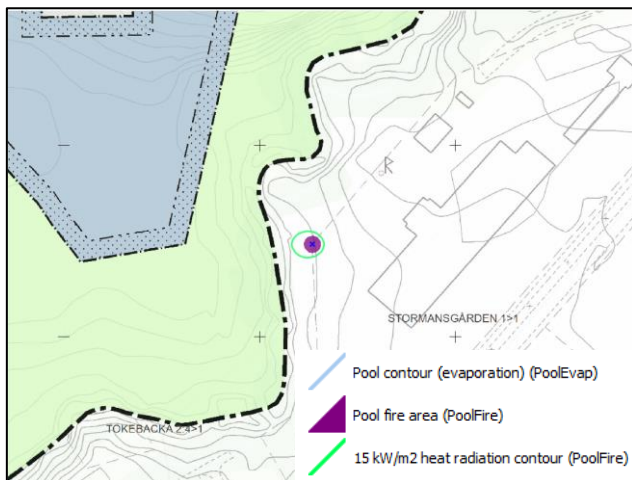 STORMANSGÅRDEN 1>1
TOKEBACKA 2:4>1
Pool contour (evaporation) (PoolEvap)
Pool fire area (PoolFire)
15 kW/m2 heat radiation contour (PoolFire)